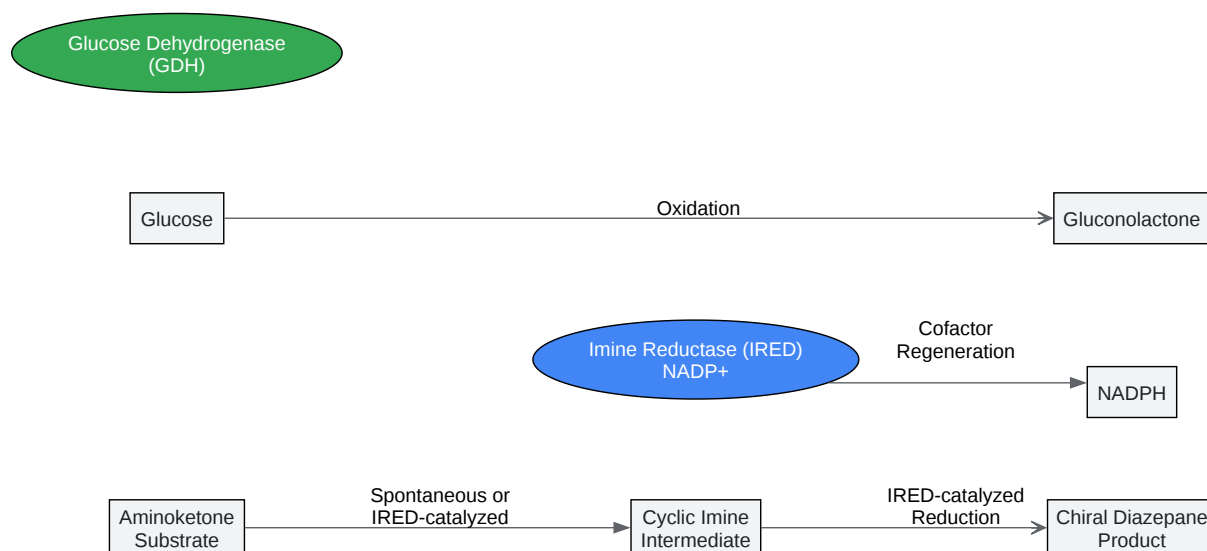 Glucose Dehydrogenase
(GDH)
Glucose
Oxidation
Gluconolactone
Imine Reductase (IRED)
NADP+
Cofactor
Regeneration
NADPH
Aminoketone
Substrate
Spontaneous or
IRED-catalyzed
Cyclic Imine
Intermediate
IRED-catalyzed
Reduction
Chiral Diazepane
Product